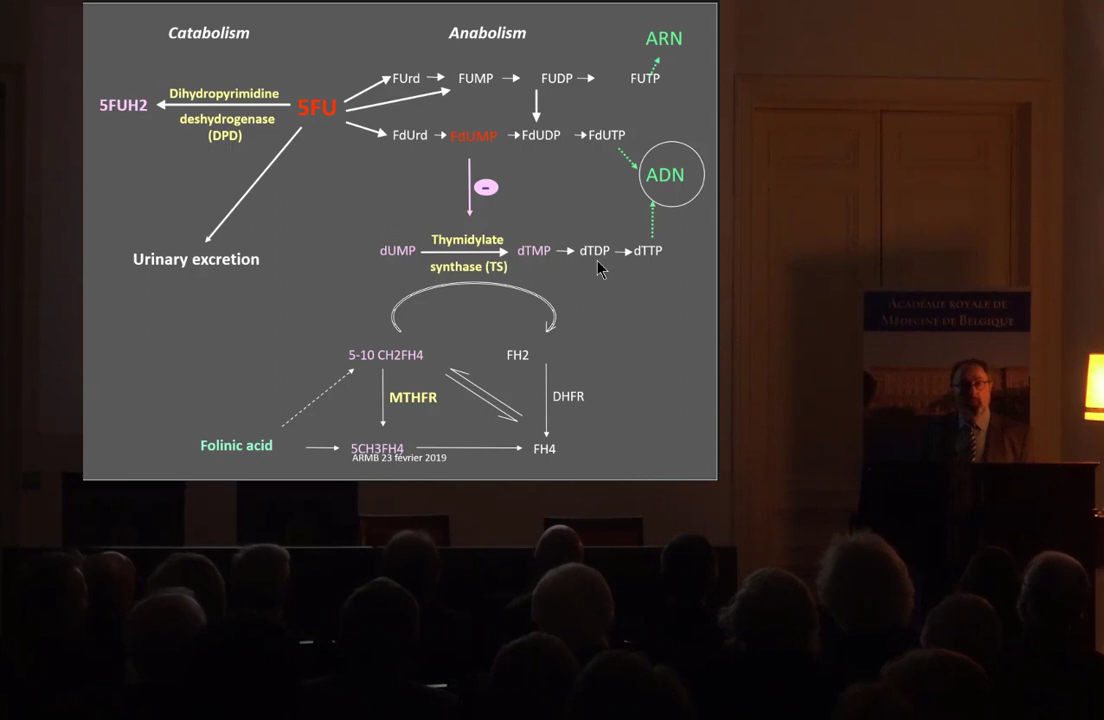 Catabolism
Anabolism
ARN
FUrd
FUMP
FUDP
FUTP
Dihydropyrimidine
5FUH2
5FU
deshydrogenase
(DPD)
FdUrd
FdUMP
FdUDP
FdUTP
ADN
-
Urinary excretion
Thymidylate
dUMP
dTMP
dTDP
dTTP
synthase (TS)
5-10 CH2FH4
FH2
MTHFR
DHFR
Folinic acid
5CH3FH4
FH4
ARMB 23 février 2019
Académie royale de
Médecine de Belgique